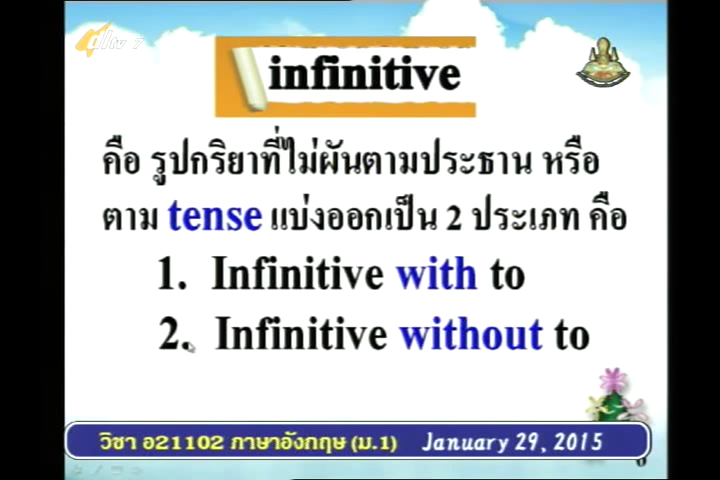 dltv 7
infinitive
คือ รูปกริยาที่ไม่ผันตามประธาน หรือ
ตาม tense แบ่งออกเป็น 2 ประเภท คือ
1. Infinitive with to
2. Infinitive without to
วิชา อ21102 ภาษาอังกฤษ (ม.1) January 29, 2015